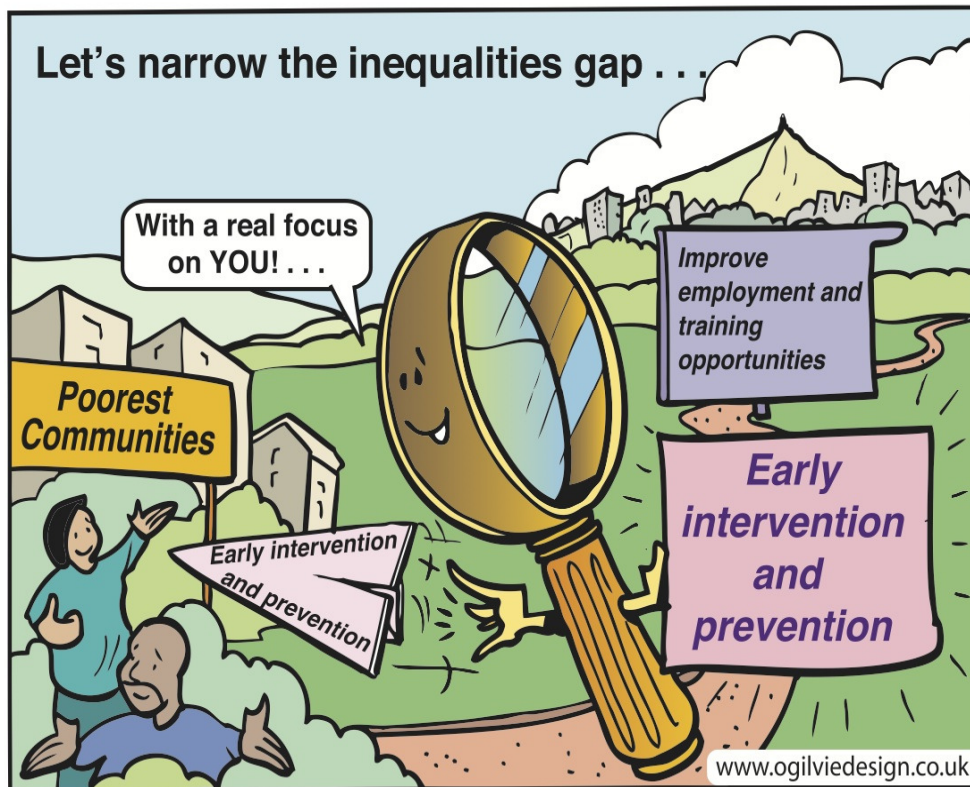 Let's narrow the inequalities gap . . .
With a real focus
on YOU! . . .
Improve
employment and
training
opportunities
Poorest
Communities
Early intervention
and prevention
Early
intervention
and
prevention
www.ogilviedesign.co.uk